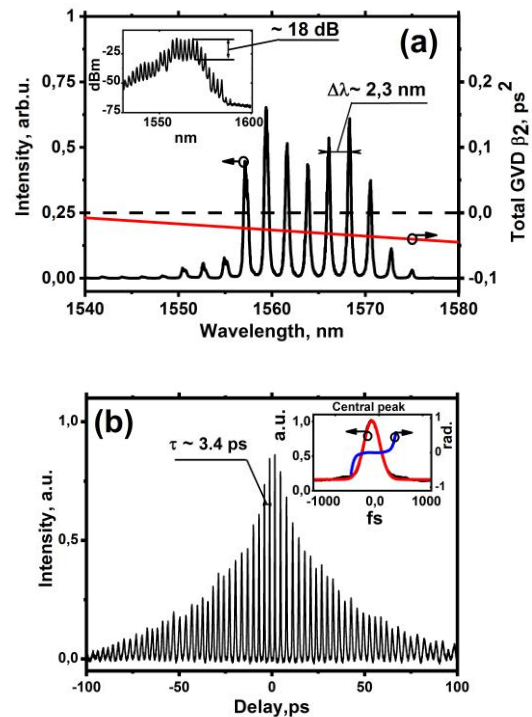 ~ 18 dB
(a)
dBm
-25
-75
1550
1600
nm
Δλ~ 2,3 nm
Intensity, arb.u.
1,00
0,75
0,50
0,25
0,00
1540
1550
1560
1570
1580
Wavelength, nm
Total GVD β2, ps2
0,2
0,1
0,0
-0,1
(b)
τ ~ 3.4 ps
Central peak
a.u.
1,0
0,5
0,0
rad.
1
0
-1
-1000
0,0
1000
fs
Intensity, a.u.
1,0
0,5
0,0
-100
-50
0
50
100
Delay,ps